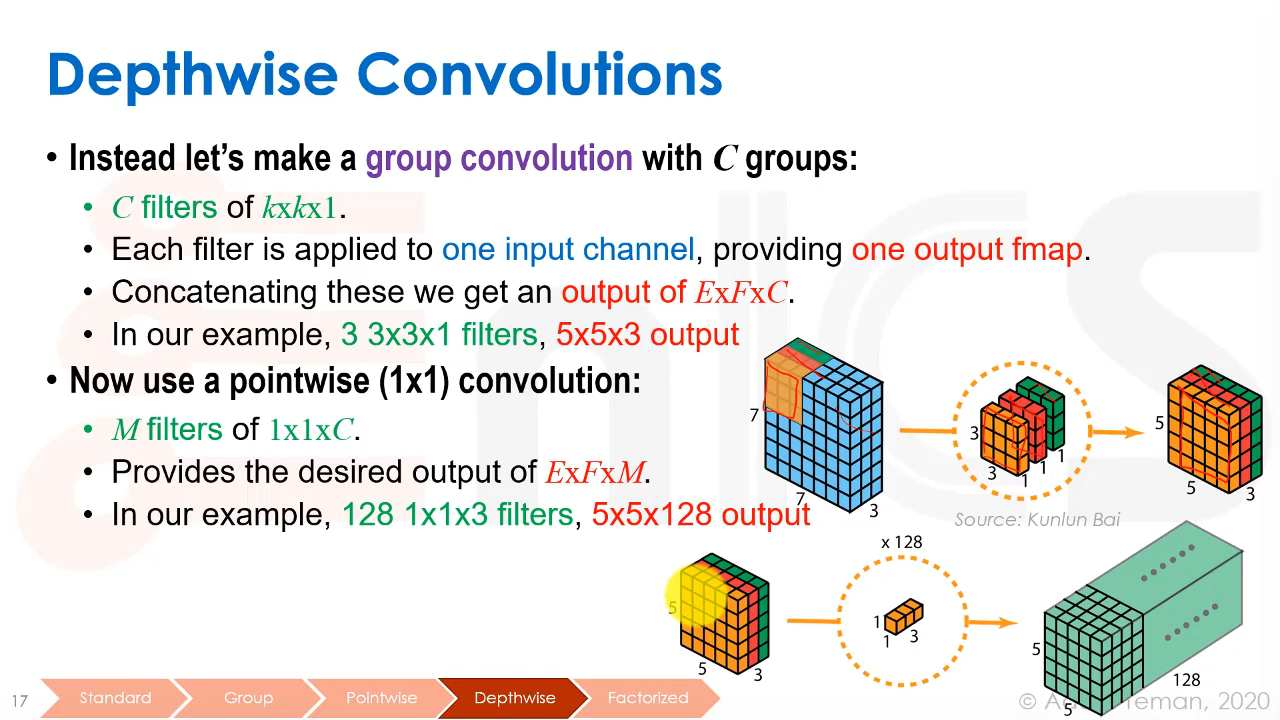 Depthwise Convolutions
• Instead let's make a group convolution with C groups:
• C filters of kxkx1.
• Each filter is applied to one input channel, providing one output fmap.
• Concatenating these we get an output of ExFxC.
• In our example, 3 3x3x1 filters, 5x5x3 output
• Now use a pointwise (1x1) convolution:
• M filters of 1x1xC.
• Provides the desired output of ExFxM.
• In our example, 128 1x1x3 filters, 5x5x128 output
7
7
3
3
3
1
1
1
5
5
3
Source: Kunlun Bai
x 128
5
5
3
1
1
3
5
5
128
17
Standard
Group
Pointwise
Depthwise
Factorized
, 2020